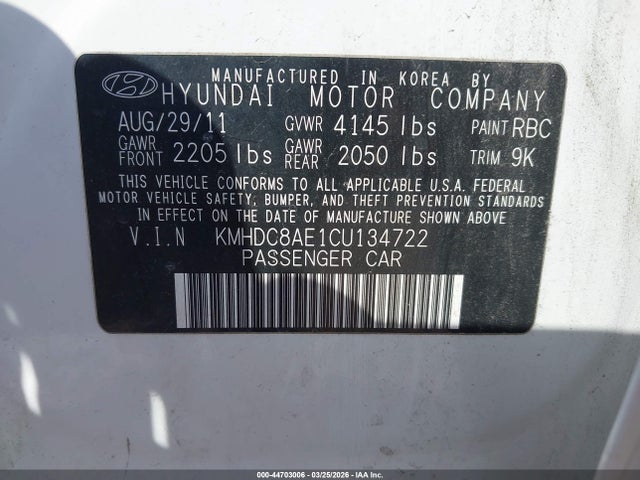 MANUFACTURED IN KOREA BY
HYUNDAI MOTOR COMPANY
AUG/29/11 GVWR 4145 lbs PAINT RBC
GAWR FRONT 2205 lbs GAWR REAR 2050 lbs TRIM 9K
THIS VEHICLE CONFORMS TO ALL APPLICABLE U.S.A. FEDERAL
MOTOR VEHICLE SAFETY, BUMPER, AND THEFT PREVENTION STANDARDS
IN EFFECT ON THE DATE OF MANUFACTURE SHOWN ABOVE
V.I.N KMHDC8AE1CU134722
PASSENGER CAR
000-44703006 - 03/25/2026 - COPART.COM